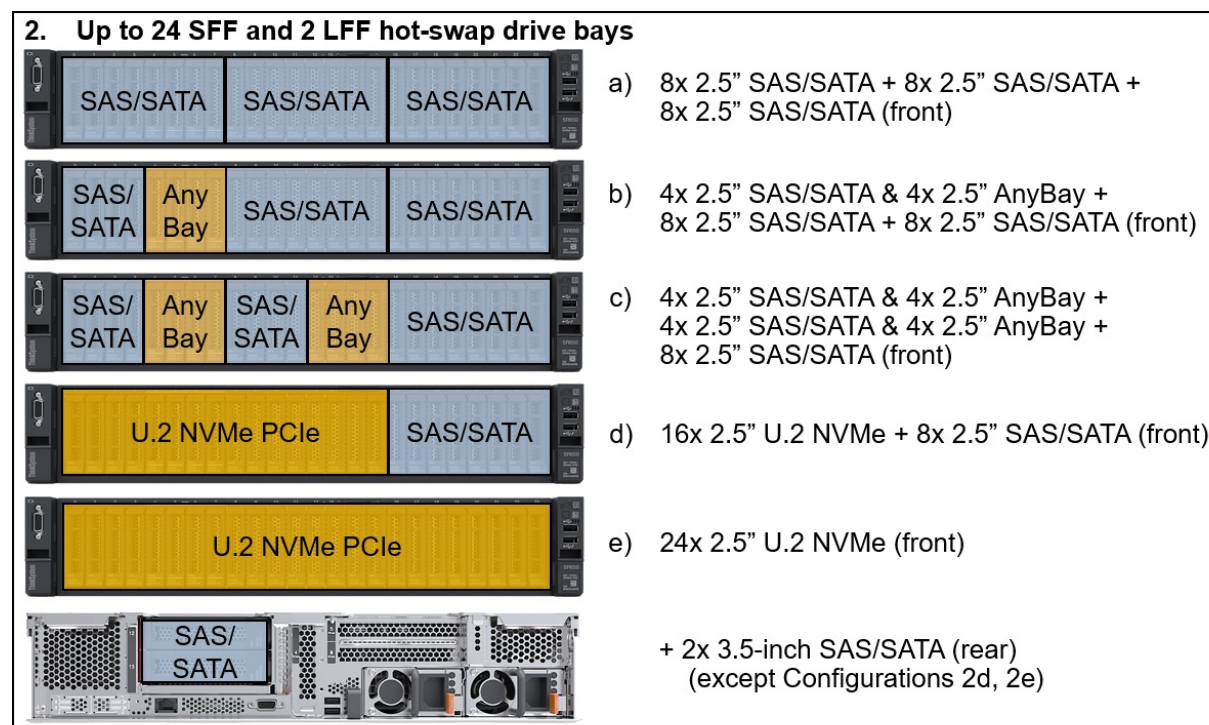 2. Up to 24 SFF and 2 LFF hot-swap drive bays
SAS/SATA SAS/SATA SAS/SATA
a) 8x 2.5” SAS/SATA + 8x 2.5” SAS/SATA +
8x 2.5” SAS/SATA (front)
SAS/
SATA
Any
Bay
SAS/SATA SAS/SATA
b) 4x 2.5” SAS/SATA & 4x 2.5” AnyBay +
8x 2.5” SAS/SATA + 8x 2.5” SAS/SATA (front)
SAS/
SATA
Any
Bay
SAS/
SATA
Any
Bay
SAS/SATA
c) 4x 2.5” SAS/SATA & 4x 2.5” AnyBay +
4x 2.5” SAS/SATA & 4x 2.5” AnyBay +
8x 2.5” SAS/SATA (front)
U.2 NVMe PCIe SAS/SATA
d) 16x 2.5” U.2 NVMe + 8x 2.5” SAS/SATA (front)
U.2 NVMe PCIe
e) 24x 2.5” U.2 NVMe (front)
SAS/
SATA
+ 2x 3.5-inch SAS/SATA (rear)
(except Configurations 2d, 2e)